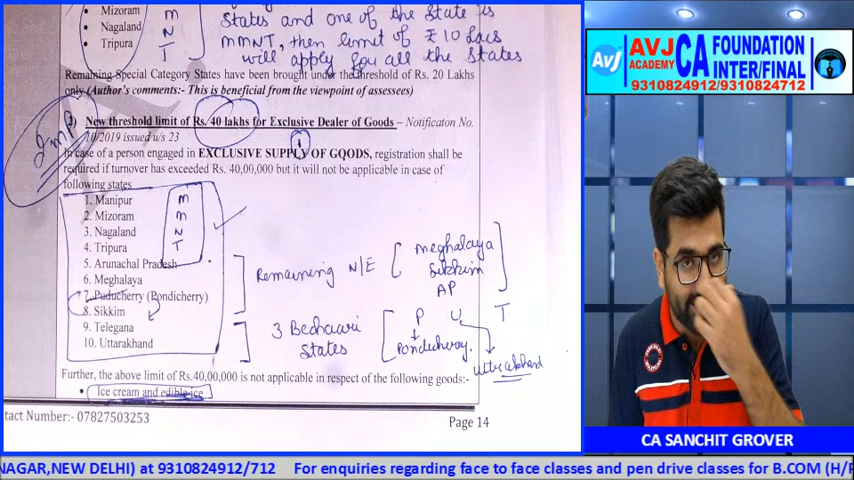 Mizoram
Nagaland
Tripura
M
N
T
States and one of the State is
MMNT, then limit of ₹ 10 Lacs
will apply for all the States
Remaining Special Category States have been brought under the threshold of Rs. 20 Lakhs
only (Author's comments:- This is beneficial from the viewpoint of assessees)
Imp
New threshold limit of Rs. 40 lakhs for Exclusive Dealer of Goods – Notificaton No.
10/2019 issued u/s 23
In case of a person engaged in EXCLUSIVE SUPPLY OF GOODS, registration shall be
required if turnover has exceeded Rs. 40,00,000 but it will not be applicable in case of
following states
1. Manipur
2. Mizoram
3. Nagaland
4. Tripura
5. Arunachal Pradesh
6. Meghalaya
7. Puducherry (Pondicherry)
8. Sikkim
9. Telegana
10. Uttarakhand
M
M
N
T
Remaining N/E
Meghalaya
Sikkim
AP
3 Bechaari
States
P U T
Pondicherry
Uttrakhand
Further, the above limit of Rs.40,00,000 is not applicable in respect of the following goods:-
• Ice cream and edible ice
tact Number:- 07827503253
Page 14
AVJ
AVJ
ACADEMY
CA FOUNDATION
INTER/FINAL
9310824912/9310824712
CA SANCHIT GROVER
NAGAR,NEW DELHI) at 9310824912/712 For enquiries regarding face to face classes and pen drive classes for B.COM (H/P